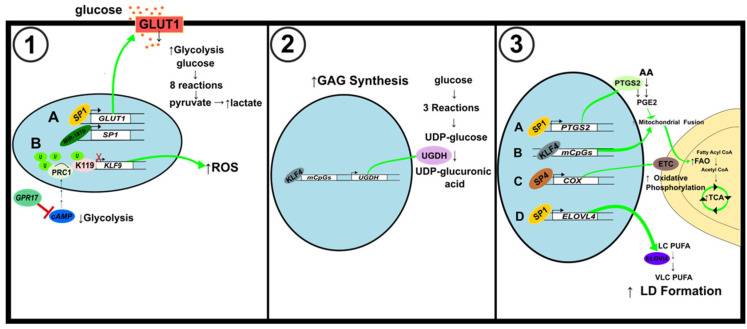 glucose
GLUT1
1
↑Glycolysis
glucose
8 reactions
pyruvate → ↑lactate
A
SP1
GLUT1
SP1
B
U U
U U U
PRC1
K119
X
KLF9
↑ROS
GPR17
cAMP
↓Glycolysis
2
↑GAG Synthesis
glucose
3 Reactions
UDP-glucose
UGDH
UDP-glucuronic
acid
KLF4
mCpGs
UGDH
3
PTGS2
AA
PGE2
↑ Mitochondrial Fusion
A
SP1
PTGS2
B
KLF4
mCpGs
C
SP4
COX
ETC
↑ Oxidative
Phosphorylation
Fatty Acyl CoA
↑FAO
Acetyl CoA
↑TCA
D
SP1
ELOVL4
LC PUFA
ELOVL4
VLC PUFA
↑ LD Formation